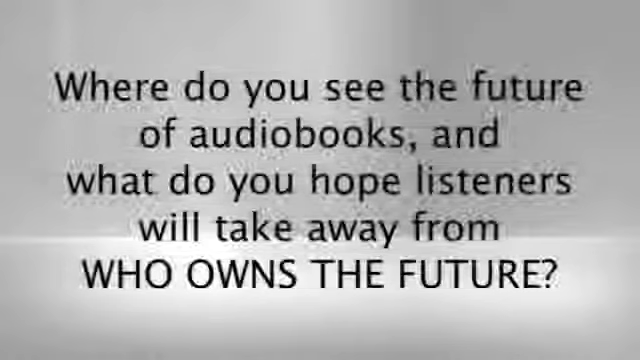 Where do you see the future
of audiobooks, and
what do you hope listeners
will take away from
WHO OWNS THE FUTURE?